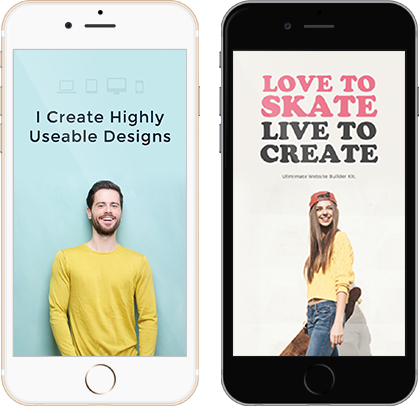 I Create Highly
Useable Designs
LOVE TO
SKATE
LIVE TO
CREATE
Ultimate Website Builder Kit.